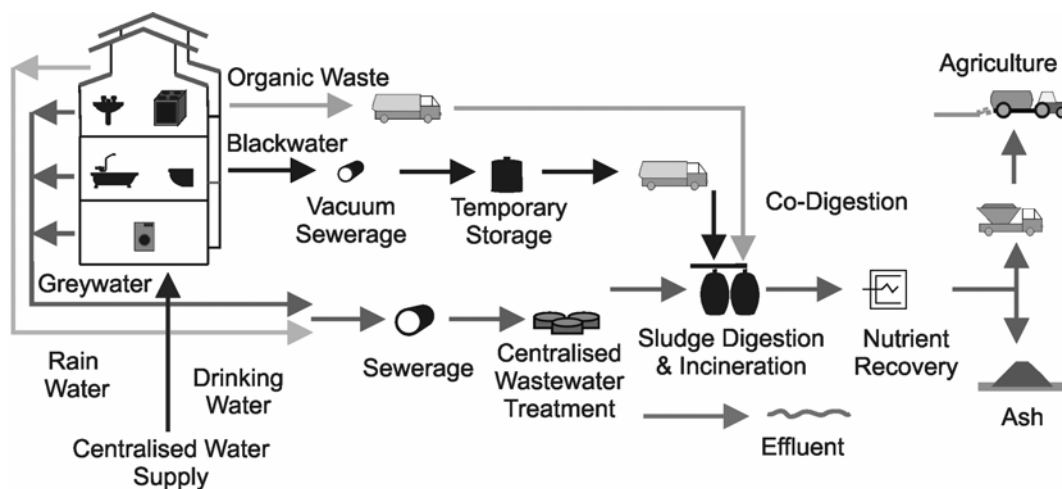 Organic Waste
Agriculture
Blackwater
Vacuum
Sewerage
Temporary
Storage
Co-Digestion
Greywater
Rain
Water
Drinking
Water
Sewerage
Centralised
Wastewater
Treatment
Sludge Digestion
& Incineration
Nutrient
Recovery
Ash
Effluent
Centralised Water
Supply